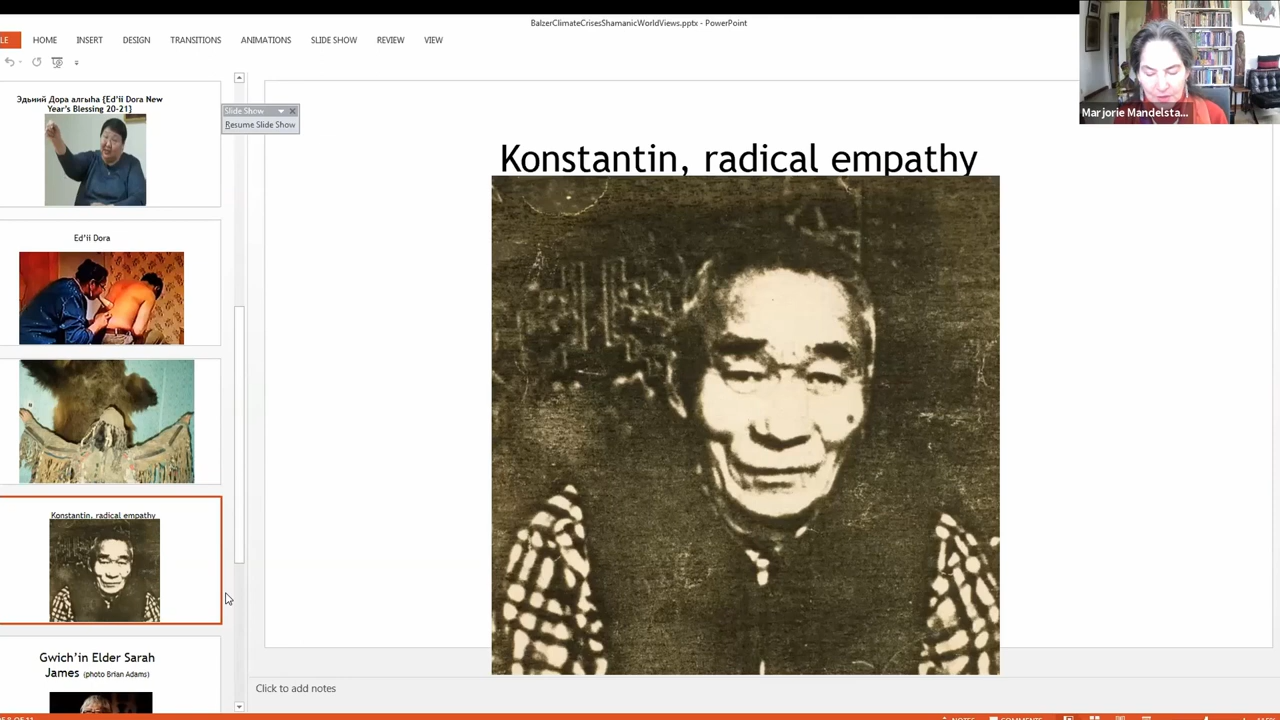 BalzerClimateCrisesShamanicWorldViews.pptx - PowerPoint
HOME INSERT DESIGN TRANSITIONS ANIMATIONS SLIDE SHOW REVIEW VIEW
Marjorie Mandelsta...
Эдьиий Дора алгыһа {Ed'ii Dora New
Year's Blessing 20-21}
Slide Show
Resume Slide Show
Ed'ii Dora
Konstantin, radical empathy
Gwich'in Elder Sarah
James (photo Brian Adams)
Konstantin, radical empathy
Click to add notes